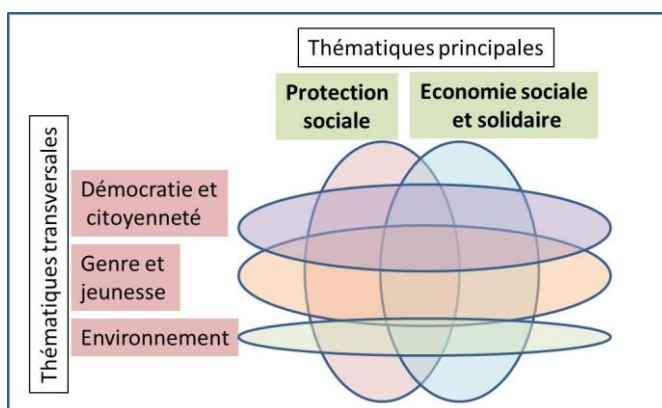 Thématiques principales
Protection
sociale
Economie sociale
et solidaire
Thématiques transversales
Démocratie et
citoyenneté
Genre et
jeunesse
Environnement